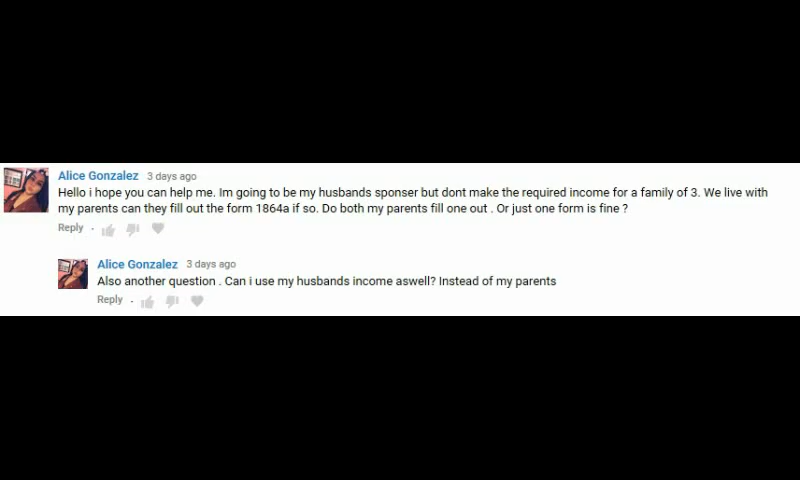 Alice Gonzalez 3 days ago
Hello i hope you can help me. Im going to be my husbands sponser but dont make the required income for a family of 3. We live with
my parents can they fill out the form 1864a if so. Do both my parents fill one out . Or just one form is fine ?
Reply .
Alice Gonzalez 3 days ago
Also another question . Can i use my husbands income aswell? Instead of my parents
Reply .